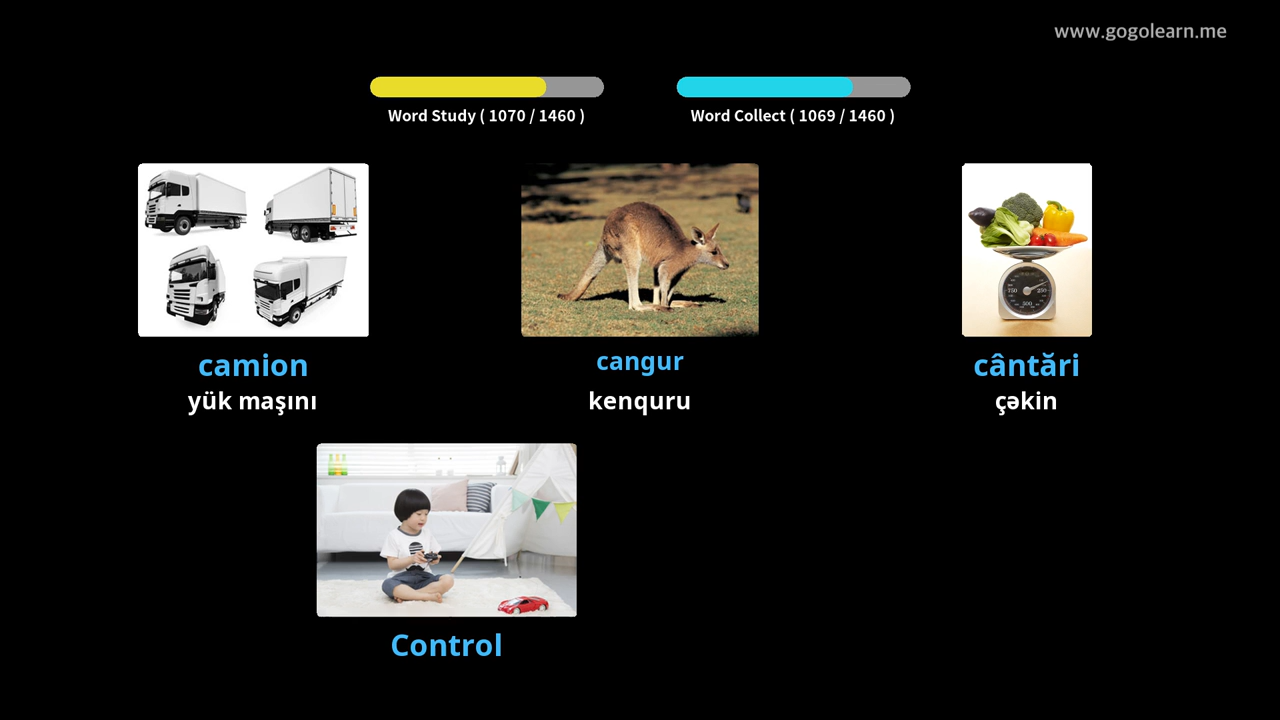 www.gogolearn.me
Word Study ( 1070 / 1460 )
Word Collect ( 1069 / 1460 )
camion
yük maşını
cangur
kenquru
cântări
çəkin
Control